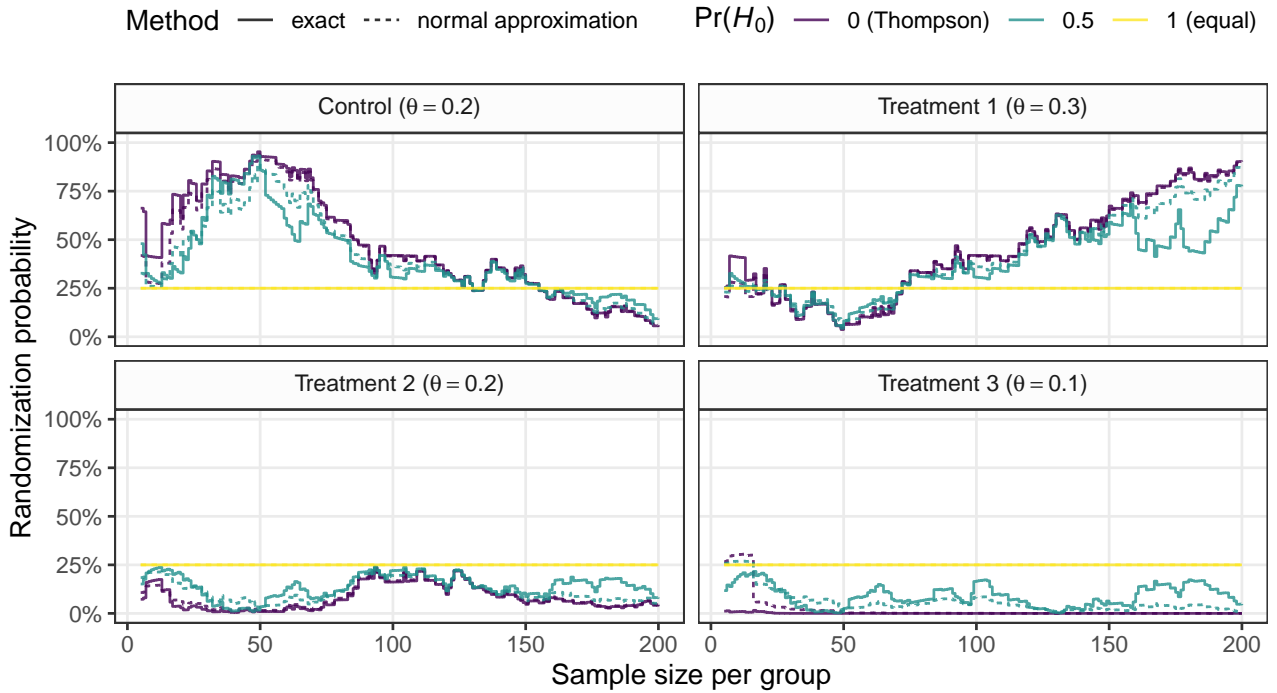 Method exact normal approximation Pr(H₀) 0 (Thompson) 0.5 1 (equal)
Control (θ = 0.2) Treatment 1 (θ = 0.3)
100%
75%
50%
25%
0%
Treatment 2 (θ = 0.2) Treatment 3 (θ = 0.1)
100%
75%
50%
25%
0%
0 50 100 150 200 0 50 100 150 200
Sample size per group
Randomization probability